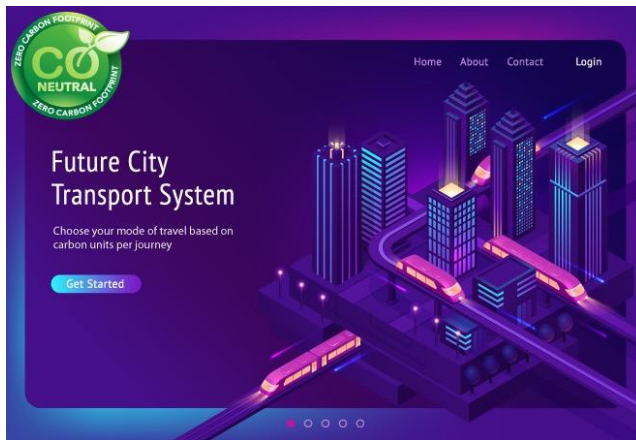 ZERO CARBON FOOTPRINT
CO
NEUTRAL
ZERO CARBON FOOTPRINT
Home About Contact Login
Future City
Transport System
Choose your mode of travel based on
carbon units per journey
Get Started